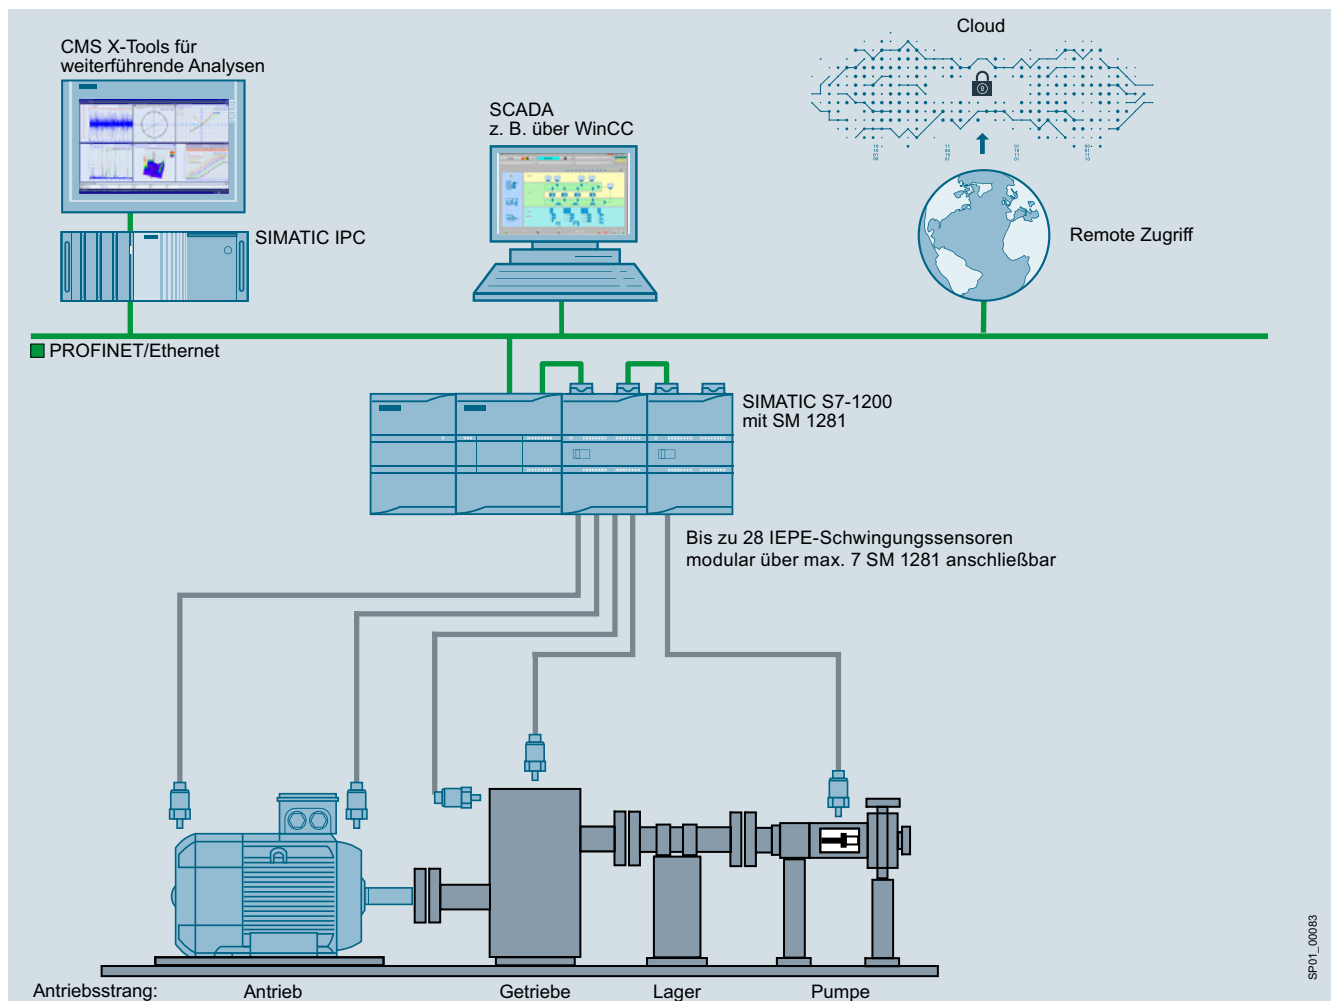 Cloud
CMS X-Tools für
weiterführende Analysen
SCADA
z. B. über WinCC
SIMATIC IPC
Remote Zugriff
PROFINET/Ethernet
SIMATIC S7-1200
mit SM 1281
Bis zu 28 IEPE-Schwingungssensoren
modular über max. 7 SM 1281 anschließbar
SP01_00083
Antriebsstrang: Antrieb Getriebe Lager Pumpe